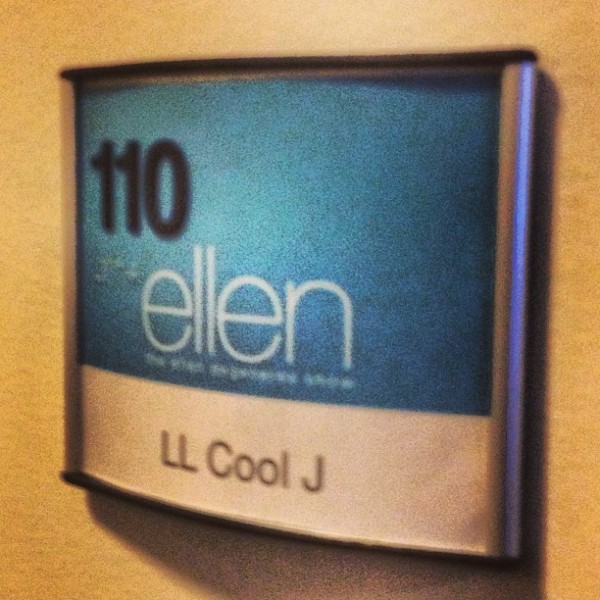 110
ellen
the ellen degeneres show
LL Cool J